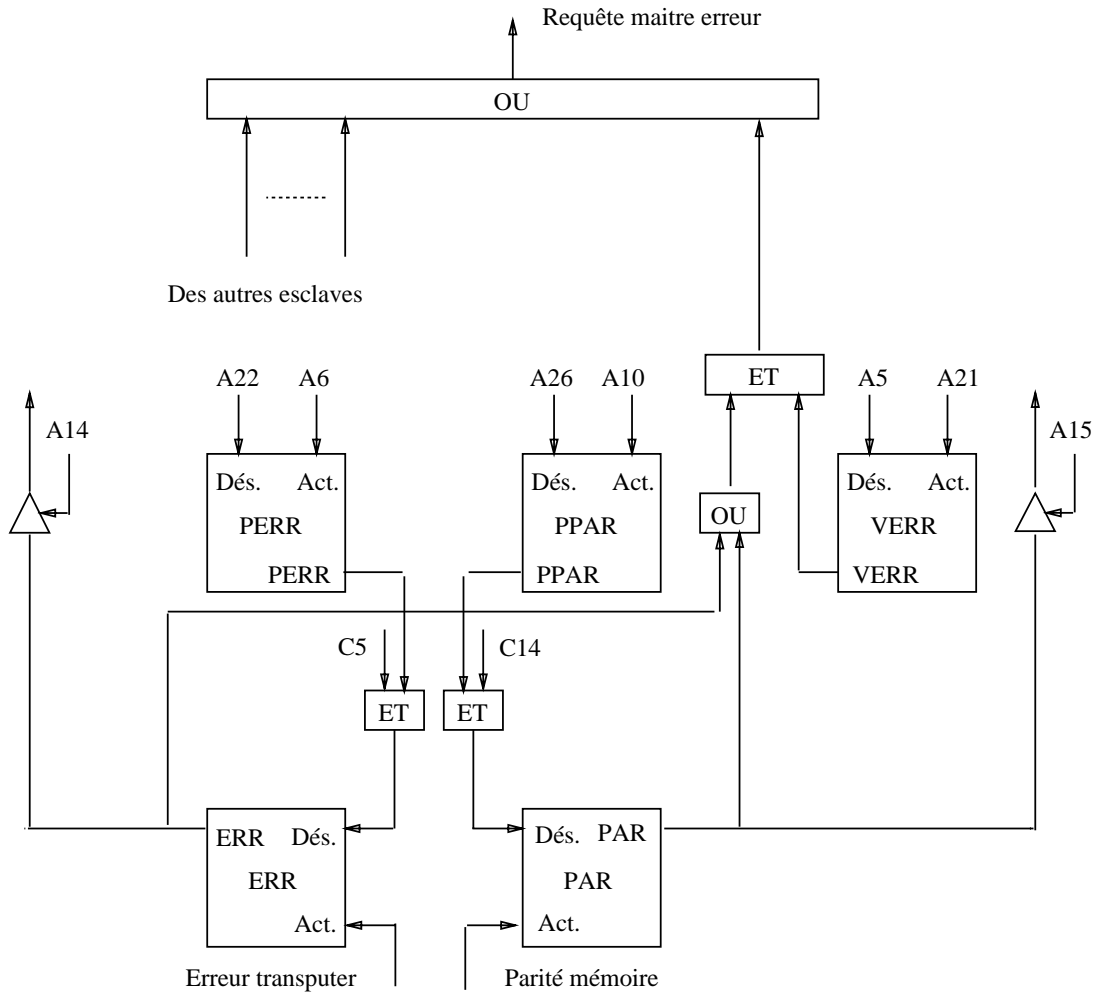 Requête maitre erreur
OU
Des autres esclaves
A22 A6 A26 A10 ET A5 A21
A14 A15
Dés. Act. Dés. Act. Dés. Act.
PERR PPAR OU VERR
PERR PPAR VERR
C5 C14
ET ET
ERR Dés. Dés. PAR
ERR PAR
Act. Act.
Erreur transputer Parité mémoire